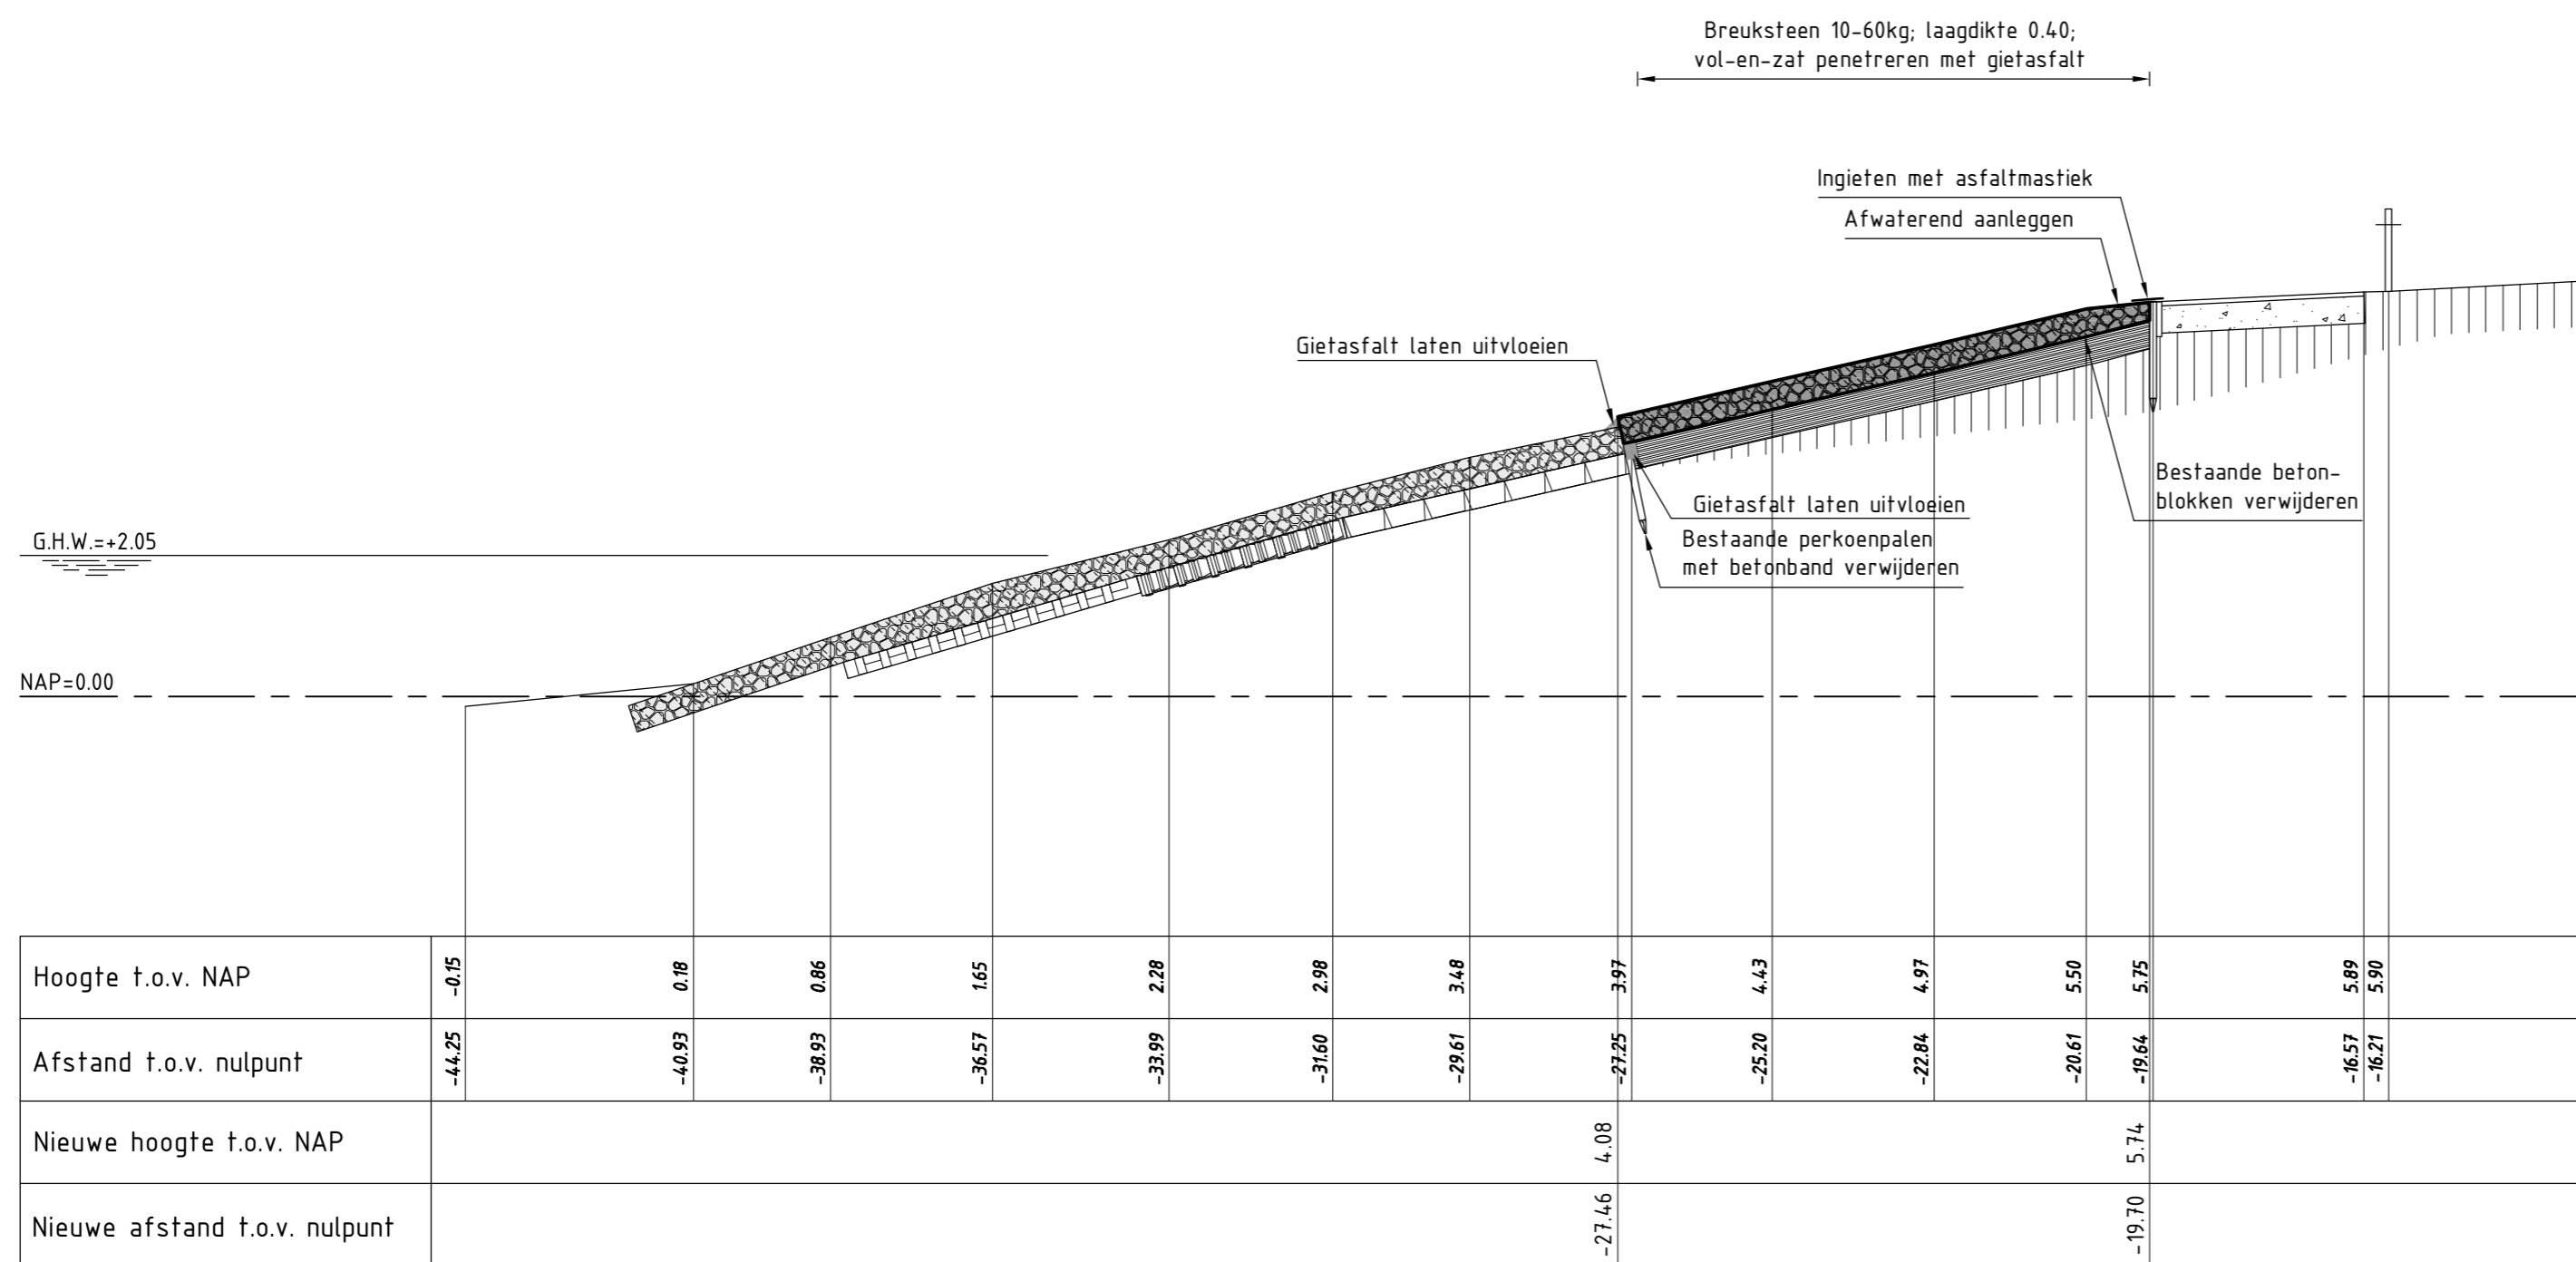 Breuksteen 10-60kg; laagdikte 0.40;
vol-en-zat penetreren met gietasfalt
Ingieten met asfaltmastiek
Afwaterend aanleggen
Gietasfalt laten uitvloeien
Bestaande beton-
blokken verwijderen
Gietasfalt laten uitvloeien
Bestaande perkoenpalen
met betonband verwijderen
G.H.W.=+2.05
NAP=0.00
Hoogte t.o.v. NAP -0.15 0.18 0.86 1.65 2.28 2.98 3.48 3.97 4.43 4.97 5.50 5.75 5.89 5.90
Afstand t.o.v. nulpunt -44.25 -40.93 -38.93 -36.57 -33.99 -31.60 -29.61 -27.25 -25.20 -22.84 -20.61 -19.64 -16.57 -16.21
Nieuwe hoogte t.o.v. NAP 4.08 5.74
Nieuwe afstand t.o.v. nulpunt -27.46 -19.70